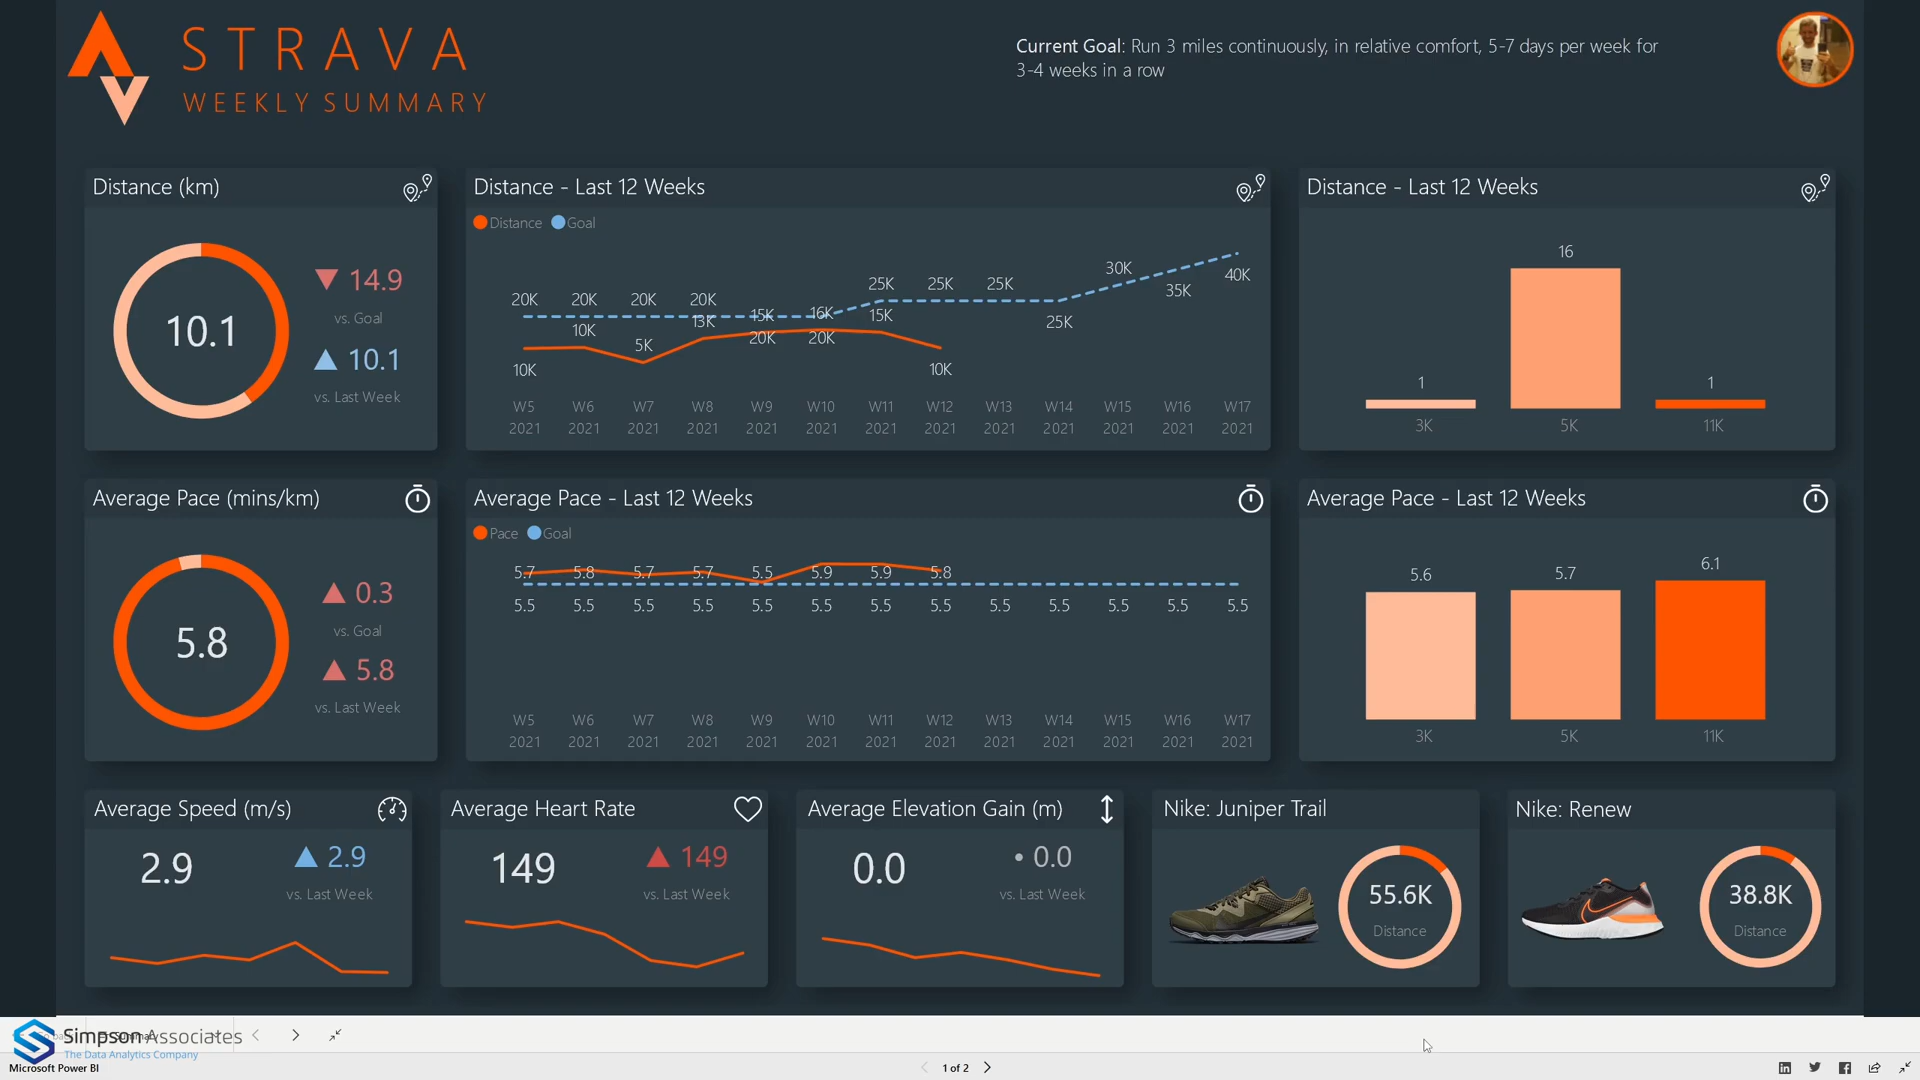 STRAVA
WEEKLY SUMMARY
Current Goal: Run 3 miles continuously, in relative comfort, 5-7 days per week for
3-4 weeks in a row
Distance (km)
10.1
14.9
vs. Goal
10.1
vs. Last Week
Distance - Last 12 Weeks
Distance Goal
20K 20K 20K 20K 15K 16K 25K 25K 25K 25K 30K 35K 40K
10K 10K 5K 13K 20K 20K 15K 10K
W5 W6 W7 W8 W9 W10 W11 W12 W13 W14 W15 W16 W17
2021 2021 2021 2021 2021 2021 2021 2021 2021 2021 2021 2021 2021
Distance - Last 12 Weeks
1 16 1
3K 5K 11K
Average Pace (mins/km)
5.8
0.3
vs. Goal
5.8
vs. Last Week
Average Pace - Last 12 Weeks
Pace Goal
5.7 5.8 5.7 5.7 5.5 5.9 5.9 5.8
5.5 5.5 5.5 5.5 5.5 5.5 5.5 5.5 5.5 5.5 5.5 5.5 5.5
W5 W6 W7 W8 W9 W10 W11 W12 W13 W14 W15 W16 W17
2021 2021 2021 2021 2021 2021 2021 2021 2021 2021 2021 2021 2021
Average Pace - Last 12 Weeks
5.6 5.7 6.1
3K 5K 11K
Average Speed (m/s)
2.9
2.9
vs. Last Week
Average Heart Rate
149
149
vs. Last Week
Average Elevation Gain (m)
0.0
0.0
vs. Last Week
Nike: Juniper Trail
55.6K
Distance
Nike: Renew
38.8K
Distance
Simpson Associates
The Data Analytics Company
Microsoft Power BI
1 of 2